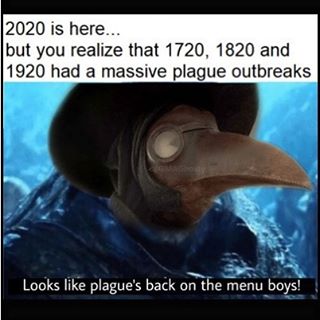 2020 is here...
but you realize that 1720, 1820 and
1920 had a massive plague outbreaks
Looks like plague's back on the menu boys!